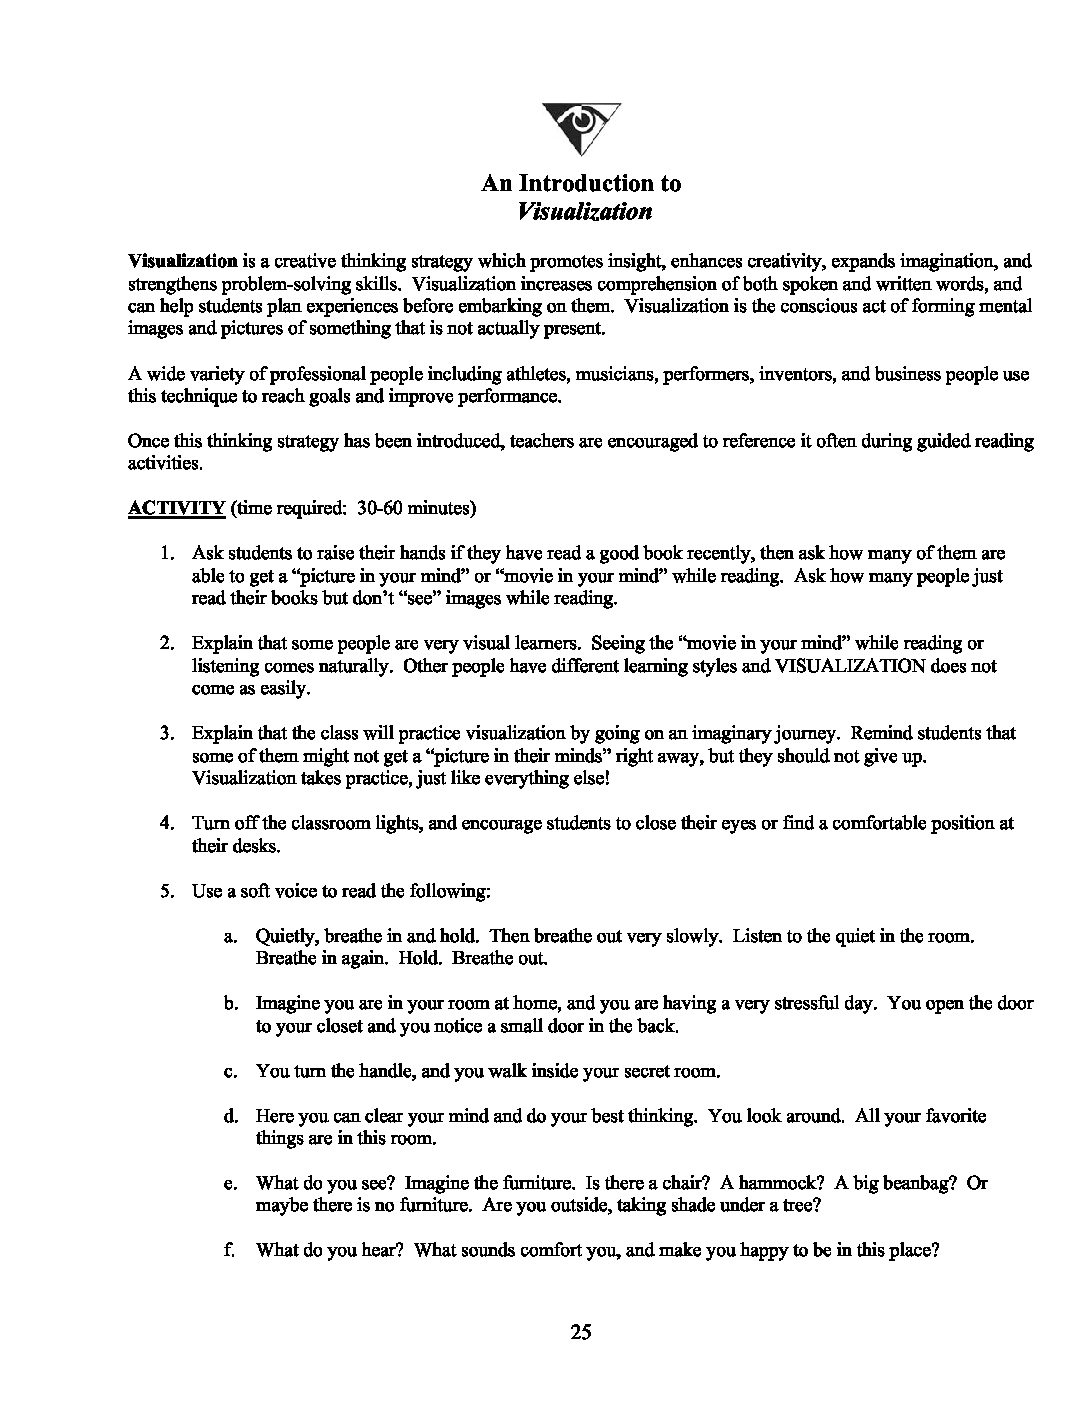 An Introduction to
Visualization
Visualization is a creative thinking strategy which promotes insight, enhances creativity, expands imagination, and
strengthens problem-solving skills.  Visualization increases comprehension of both spoken and written words, and
can help students plan experiences before embarking on them.  Visualization is the conscious act of forming mental
images and pictures of something that is not actually present.
A wide variety of professional people including athletes, musicians, performers, inventors, and business people use
this technique to reach goals and improve performance.
Once this thinking strategy has been introduced, teachers are encouraged to reference it often during guided reading
activities.
ACTIVITY (time required:  30-60 minutes)
1. Ask students to raise their hands if they have read a good book recently, then ask how many of them are
able to get a “picture in your mind” or “movie in your mind” while reading.  Ask how many people just
read their books but don’t “see” images while reading.
2. Explain that some people are very visual learners.  Seeing the “movie in your mind” while reading or
listening comes naturally.  Other people have different learning styles and VISUALIZATION does not
come as easily.
3. Explain that the class will practice visualization by going on an imaginary journey.  Remind students that
some of them might not get a “picture in their minds” right away, but they should not give up.
Visualization takes practice, just like everything else!
4. Turn off the classroom lights, and encourage students to close their eyes or find a comfortable position at
their desks.
5. Use a soft voice to read the following:
a. Quietly, breathe in and hold.  Then breathe out very slowly.  Listen to the quiet in the room.
Breathe in again.  Hold.  Breathe out.
b. Imagine you are in your room at home, and you are having a very stressful day.  You open the door
to your closet and you notice a small door in the back.
c. You turn the handle, and you walk inside your secret room.
d. Here you can clear your mind and do your best thinking.  You look around.  All your favorite
things are in this room.
e. What do you see?  Imagine the furniture.  Is there a chair?  A hammock?  A big beanbag?  Or
maybe there is no furniture.  Are you outside, taking shade under a tree?
f. What do you hear?  What sounds comfort you, and make you happy to be in this place?
25